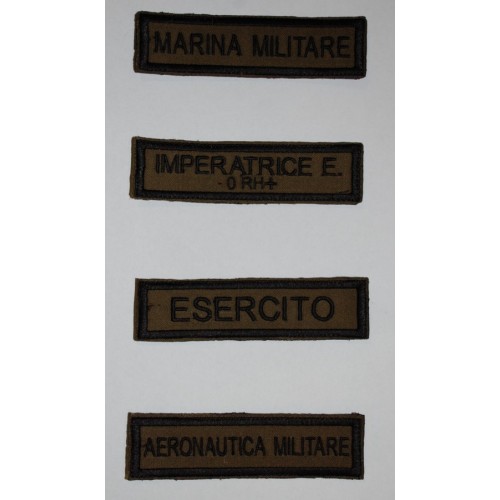 MARINA MILITARE
IMPERATRICE E.
- 0 RH+
ESERCITO
AERONAUTICA MILITARE